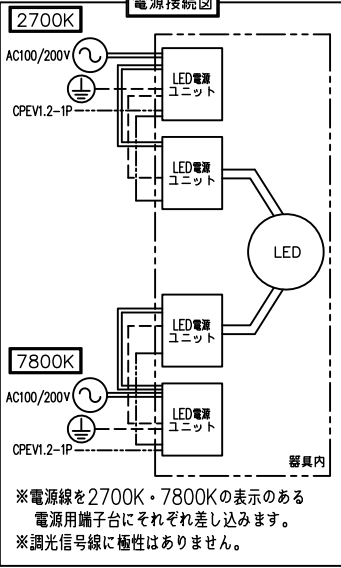 電源接続図
2700K
AC100/200V
CPEV1.2-1P
LED電源
ユニット
LED電源
ユニット
LED
LED電源
ユニット
7800K
AC100/200V
CPEV1.2-1P
LED電源
ユニット
器具内
※電源線を2700K・7800Kの表示のある
電源用端子台にそれぞれ差し込みます。
※調光信号線に極性はありません。